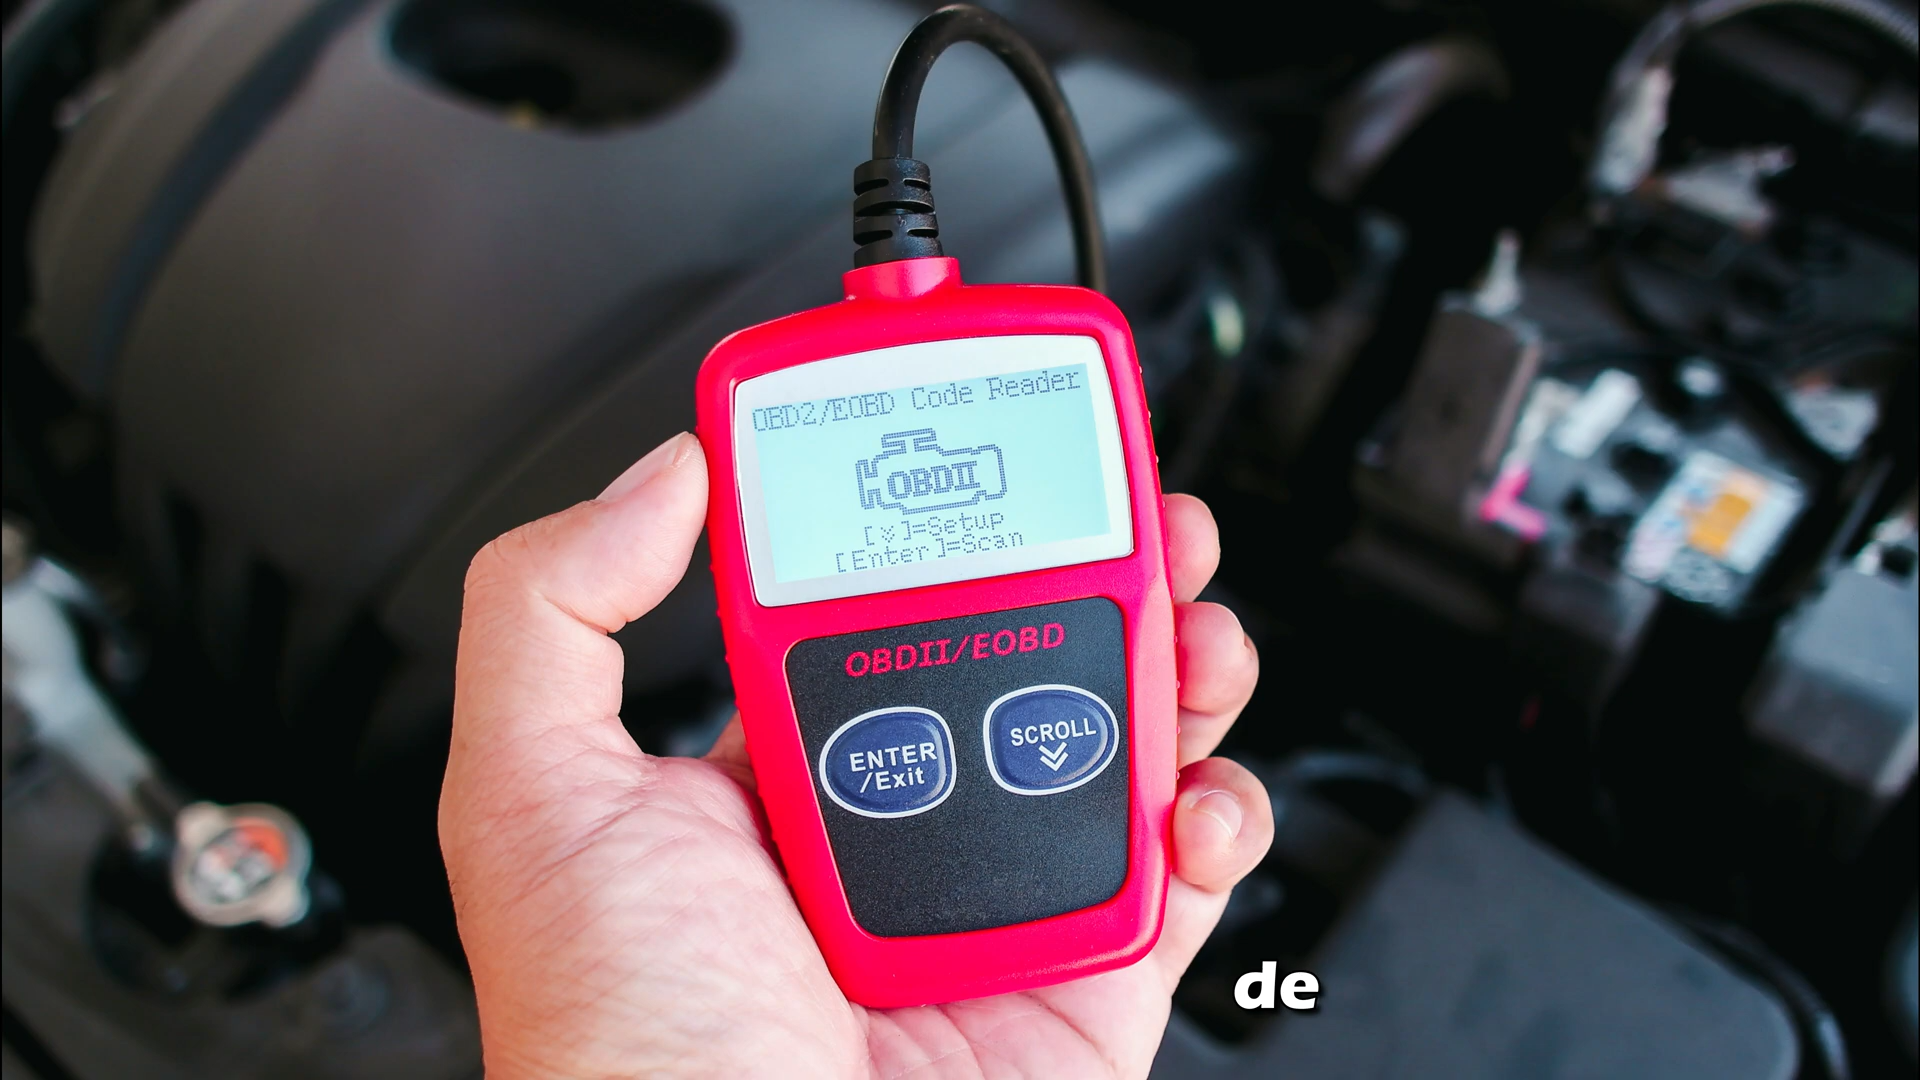 OBD2/EOBD Code Reader
OBDII
[⨈]=Setup
[Enter]=Scan
OBDII/EOBD
ENTER
/Exit
SCROLL
de